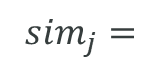 sim_j =